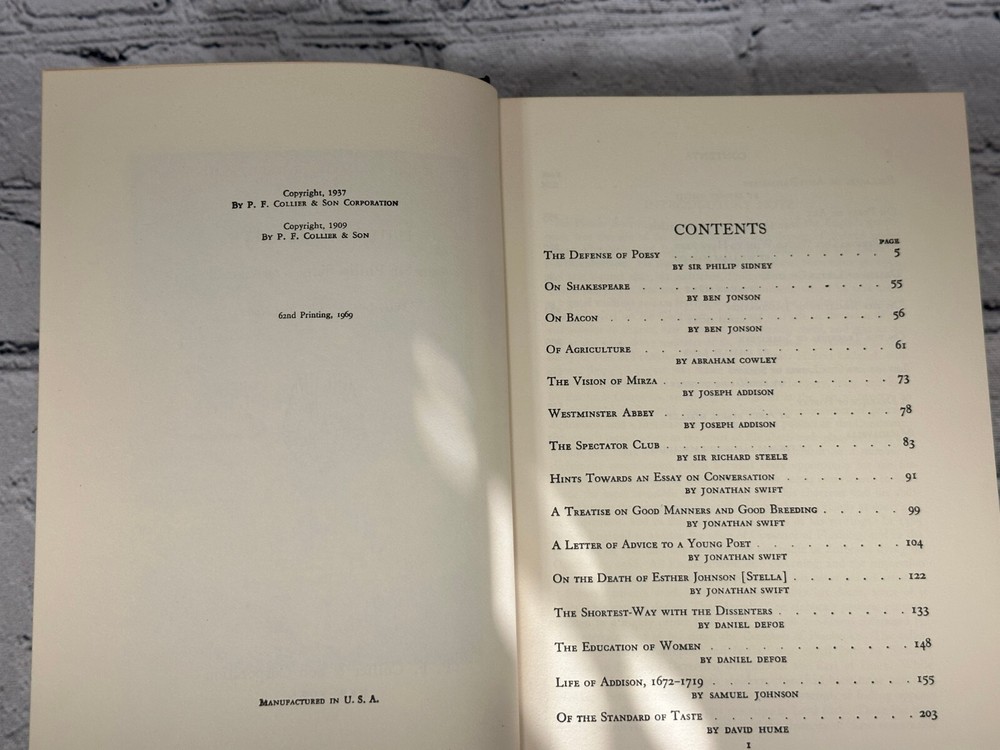 Copyright, 1937
By P. F. Collier & Son Corporation
Copyright, 1909
By P. F. Collier & Son
62nd Printing, 1969
Manufactured in U. S. A.
CONTENTS
PAGE
The Defense of Poesy . . . . . . . . . . . . . 5
BY SIR PHILIP SIDNEY
On Shakespeare . . . . . . . . . . . . . . 55
BY BEN JONSON
On Bacon . . . . . . . . . . . . . . . . 56
BY BEN JONSON
Of Agriculture . . . . . . . . . . . . . . 61
BY ABRAHAM COWLEY
The Vision of Mirza . . . . . . . . . . . . . 73
BY JOSEPH ADDISON
Westminster Abbey . . . . . . . . . . . . . 78
BY JOSEPH ADDISON
The Spectator Club . . . . . . . . . . . . . 83
BY SIR RICHARD STEELE
Hints Towards an Essay on Conversation . . . . . . . 91
BY JONATHAN SWIFT
A Treatise on Good Manners and Good Breeding . . . . . 99
BY JONATHAN SWIFT
A Letter of Advice to a Young Poet . . . . . . . . . 104
BY JONATHAN SWIFT
On the Death of Esther Johnson [Stella] . . . . . . . 122
BY JONATHAN SWIFT
The Shortest-Way with the Dissenters . . . . . . . . 133
BY DANIEL DEFOE
The Education of Women . . . . . . . . . . . 148
BY DANIEL DEFOE
Life of Addison, 1672–1719 . . . . . . . . . . . 155
BY SAMUEL JOHNSON
Of the Standard of Taste . . . . . . . . . . . 203
BY DAVID HUME
1